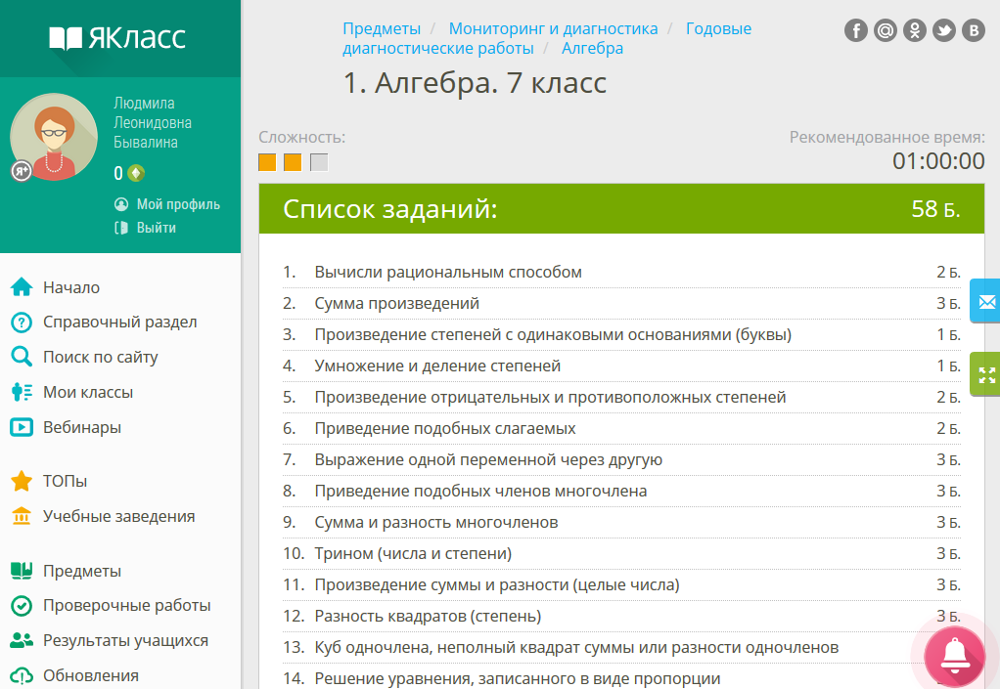 ЯКласс
Людмила
Леонидовна
Бывалина
Я+
0
Мой профиль
Выйти
Начало
Справочный раздел
Поиск по сайту
Мои классы
Вебинары
ТОПы
Учебные заведения
Предметы
Проверочные работы
Результаты учащихся
Обновления
Предметы / Мониторинг и диагностика / Годовые
диагностические работы / Алгебра
1. Алгебра. 7 класс
Сложность:
Рекомендованное время:
01:00:00
Список заданий: 58 Б.
1. Вычисли рациональным способом 2 Б.
2. Сумма произведений 3 Б.
3. Произведение степеней с одинаковыми основаниями (буквы) 1 Б.
4. Умножение и деление степеней 1 Б.
5. Произведение отрицательных и противоположных степеней 2 Б.
6. Приведение подобных слагаемых 2 Б.
7. Выражение одной переменной через другую 3 Б.
8. Приведение подобных членов многочлена 3 Б.
9. Сумма и разность многочленов 3 Б.
10. Трином (числа и степени) 3 Б.
11. Произведение суммы и разности (целые числа) 3 Б.
12. Разность квадратов (степень) 3 Б.
13. Куб одночлена, неполный квадрат суммы или разности одночленов
14. Решение уравнения, записанного в виде пропорции